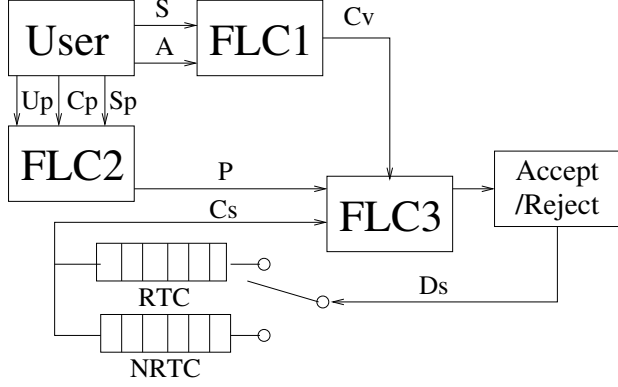 S
Cv
User
A
FLC1
Up
Cp
Sp
FLC2
P
Accept
/Reject
Cs
FLC3
RTC
Ds
NRTC